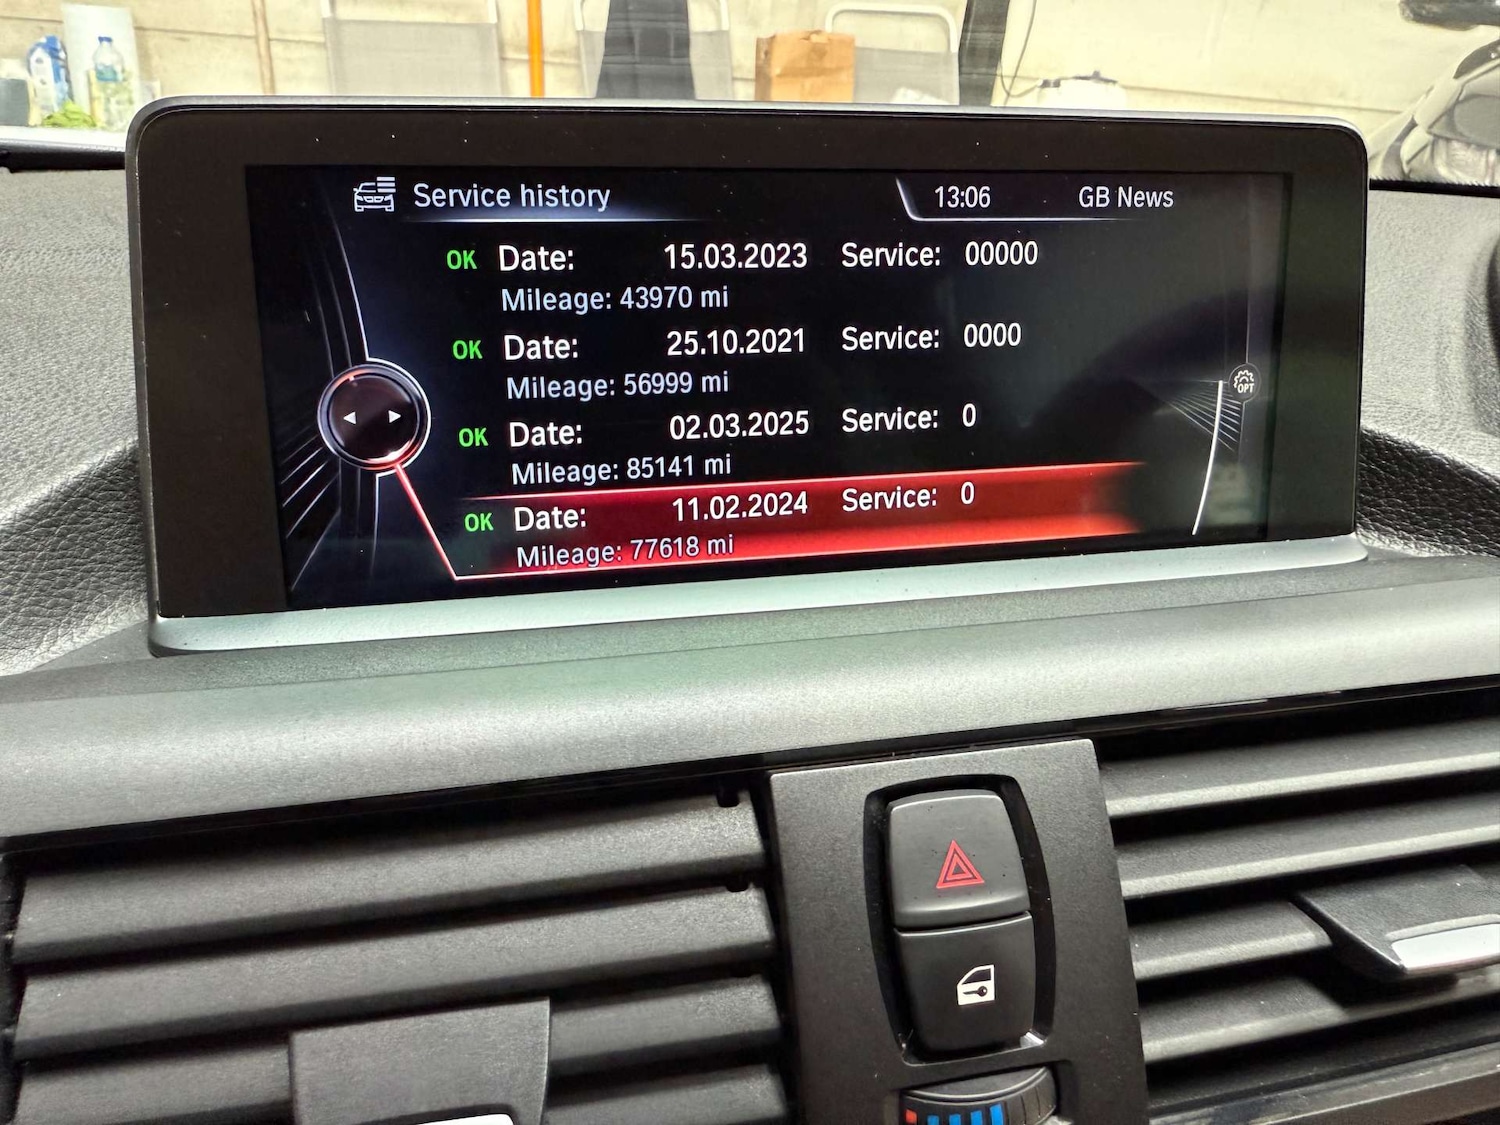 Service history 13:06 GB News
OK Date: 15.03.2023 Service: 00000
Mileage: 43970 mi
OK Date: 25.10.2021 Service: 0000
Mileage: 56999 mi
OK Date: 02.03.2025 Service: 0
Mileage: 85141 mi
OK Date: 11.02.2024 Service: 0
Mileage: 77618 mi
OPT